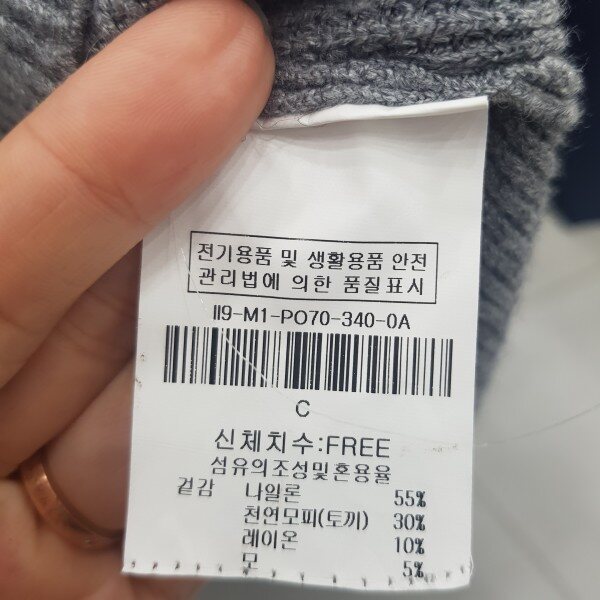 전기용품 및 생활용품 안전
관리법에 의한 품질표시
II9-M1-PO70-340-0A
C
신체치수:FREE
섬유의조성및혼용율
겉감 나일론 55%
천연모피(토끼) 30%
레이온 10%
모 5%